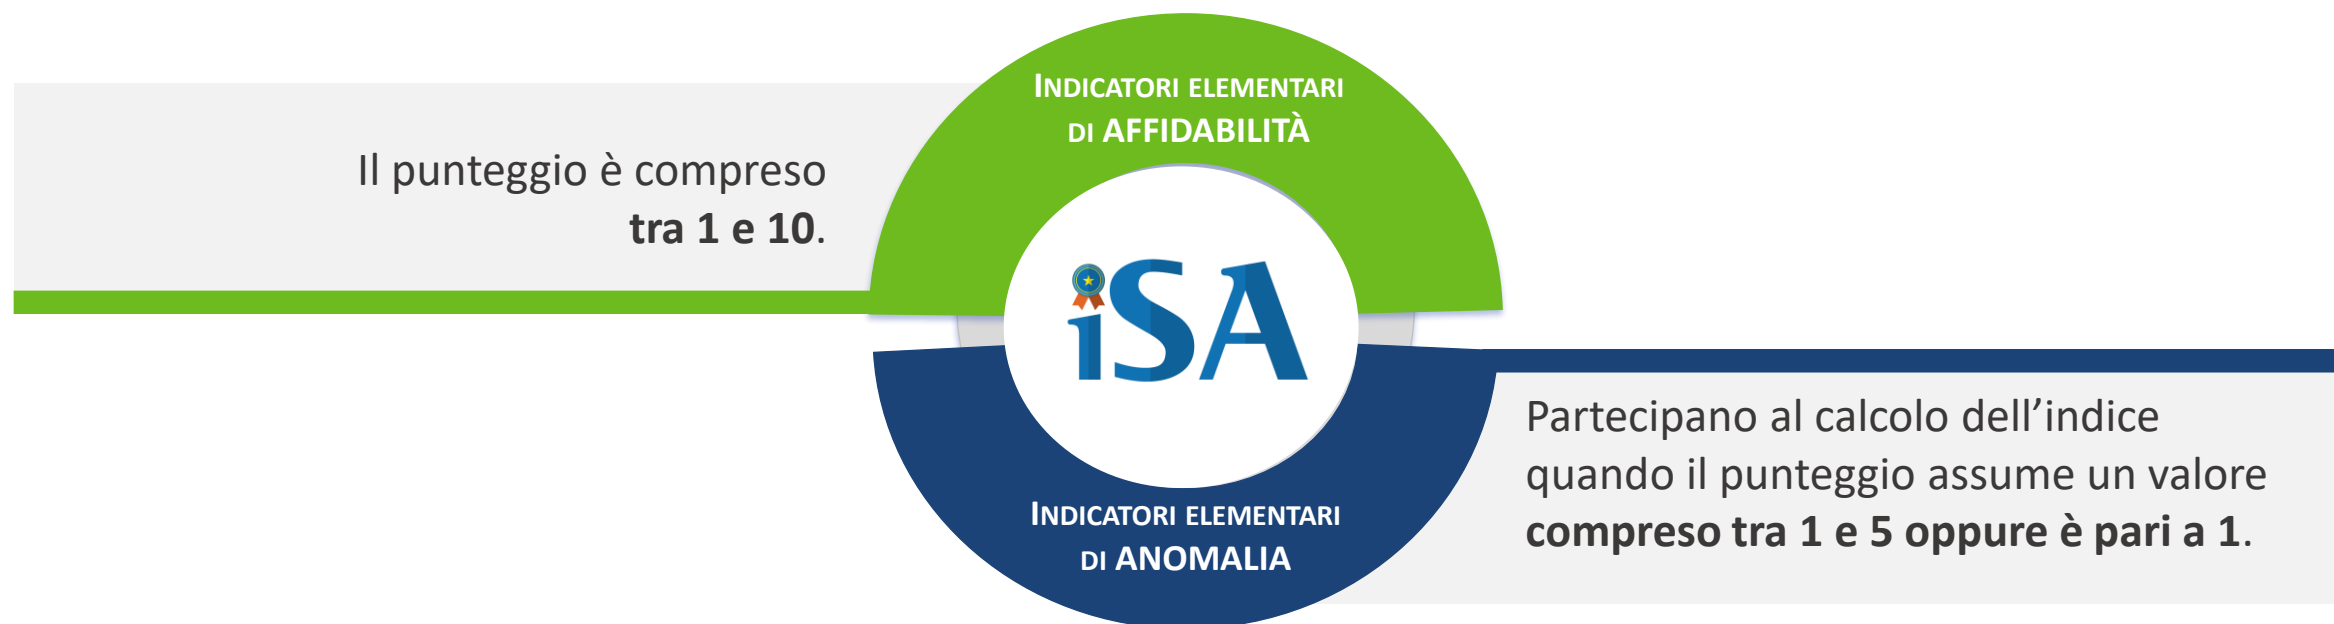 INDICATORI ELEMENTARI
DI AFFIDABILITÀ
Il punteggio è compreso
tra 1 e 10.
iSA
Partecipano al calcolo dell’indice
quando il punteggio assume un valore
compreso tra 1 e 5 oppure è pari a 1.
INDICATORI ELEMENTARI
DI ANOMALIA